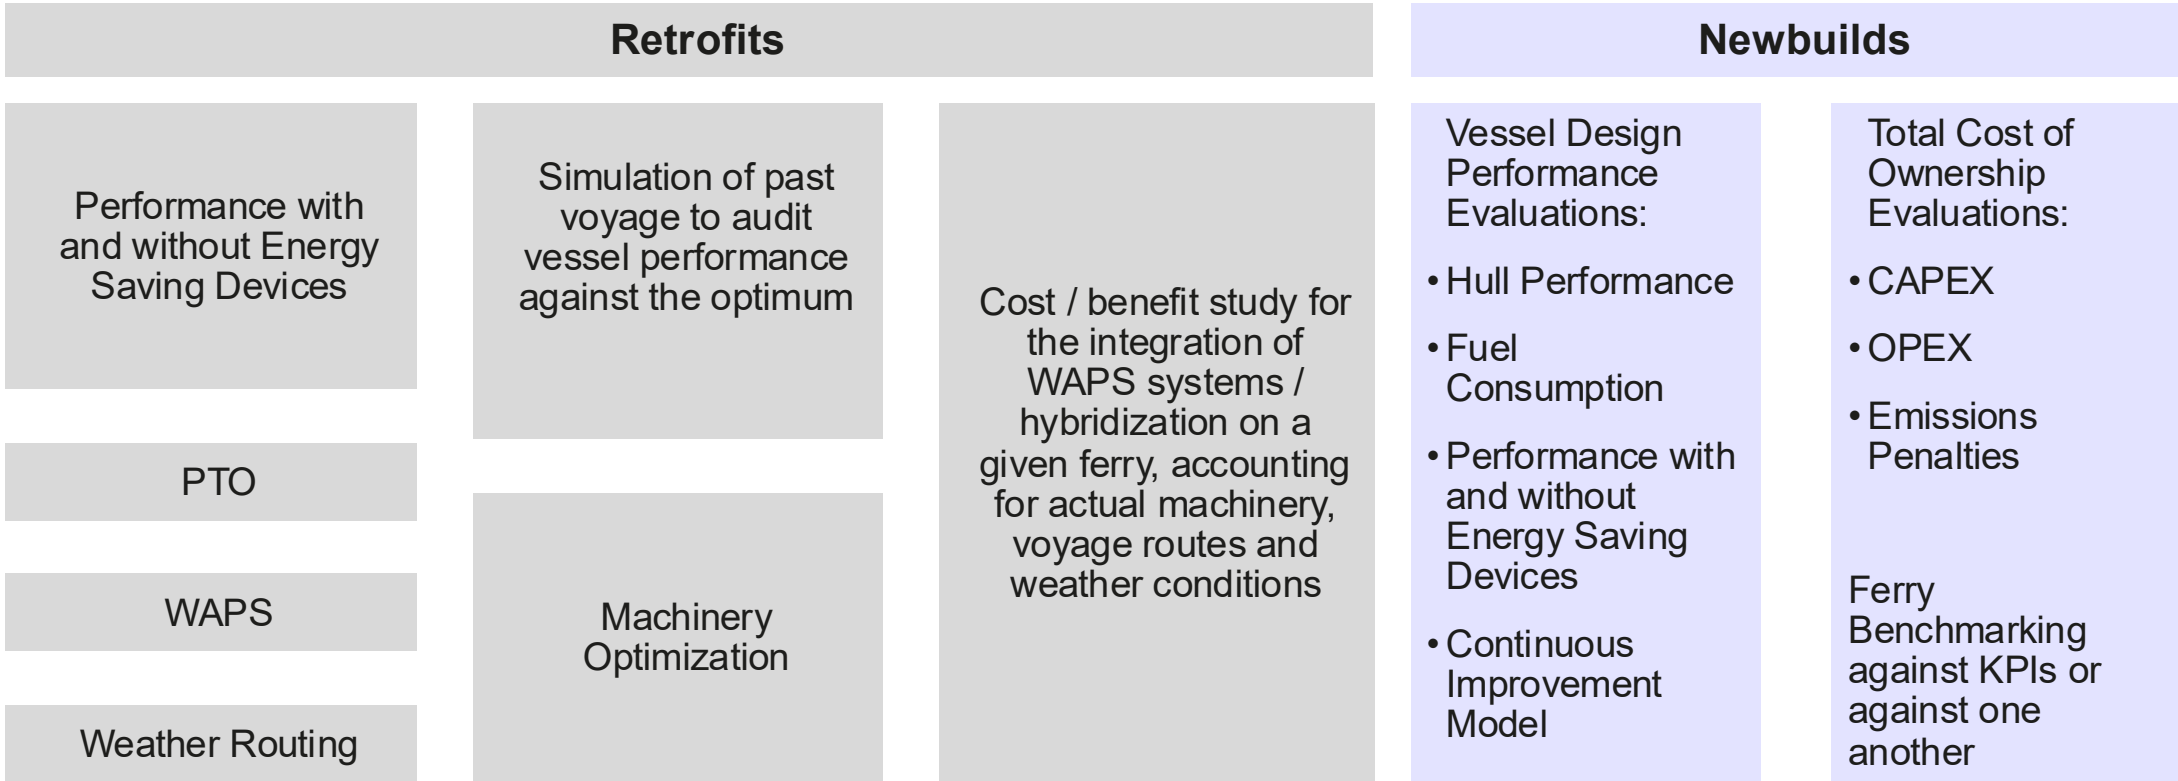 Retrofits
Performance with
and without Energy
Saving Devices
PTO
WAPS
Weather Routing
Simulation of past
voyage to audit
vessel performance
against the optimum
Machinery
Optimization
Cost / benefit study for
the integration of
WAPS systems /
hybridization on a
given ferry, accounting
for actual machinery,
voyage routes and
weather conditions
Newbuilds
Vessel Design
Performance
Evaluations:
• Hull Performance
• Fuel
Consumption
• Performance with
and without
Energy Saving
Devices
• Continuous
Improvement
Model
Total Cost of
Ownership
Evaluations:
• CAPEX
• OPEX
• Emissions
Penalties
Ferry
Benchmarking
against KPIs or
against one
another